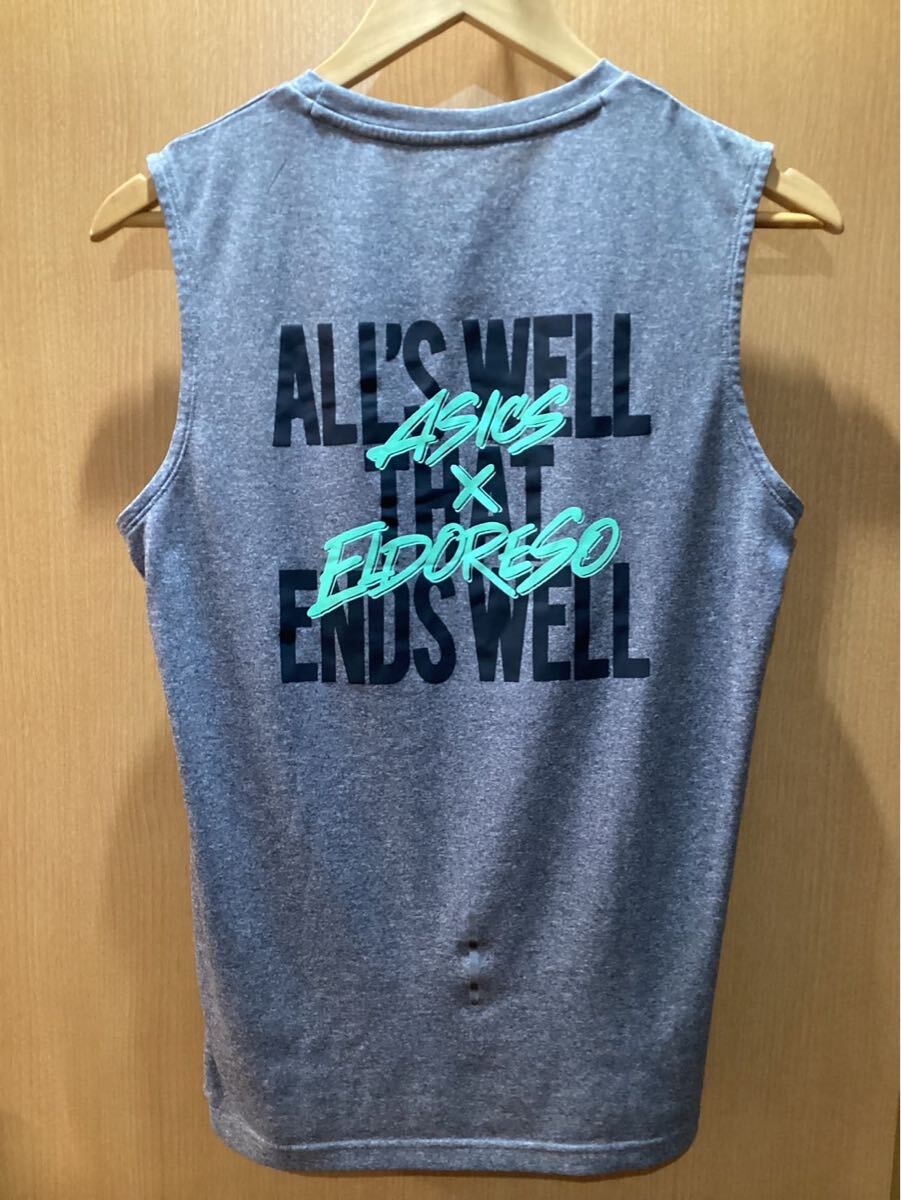 ALL'S WELL
ASICS
THAT
X
ELDORESO
ENDS WELL